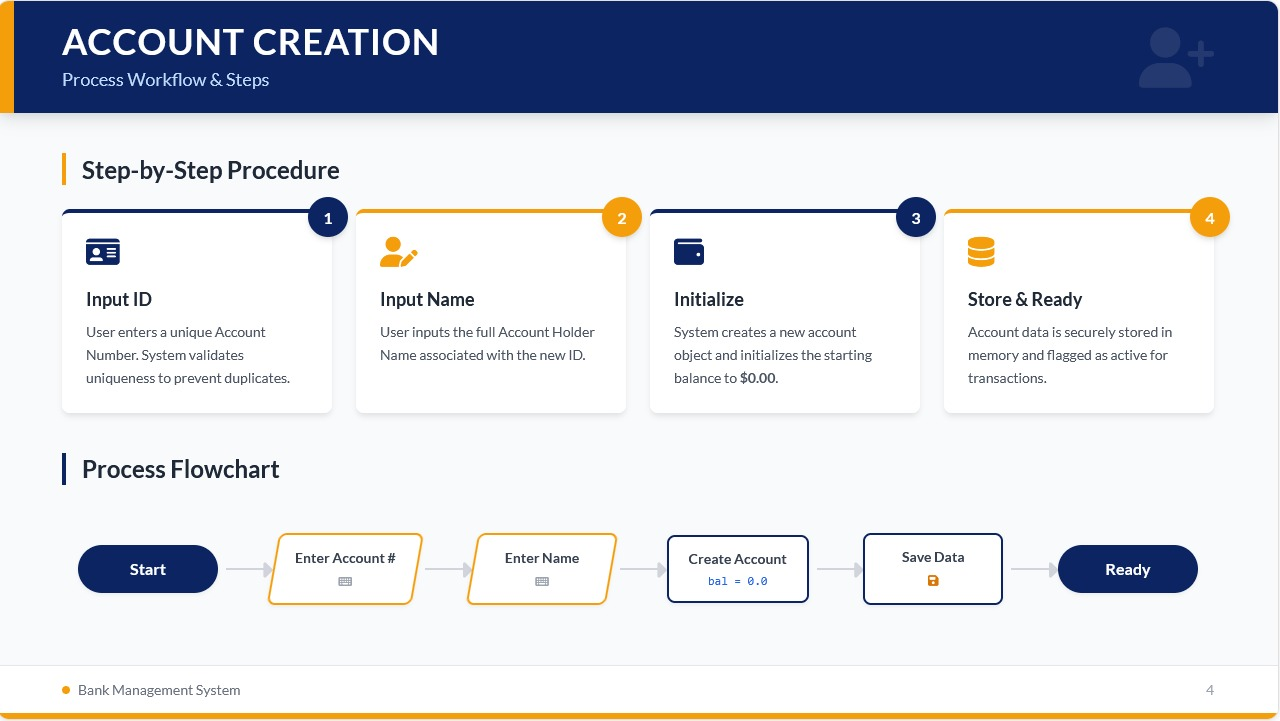 ACCOUNT CREATION
Process Workflow & Steps
Step-by-Step Procedure
1
Input ID
User enters a unique Account
Number. System validates
uniqueness to prevent duplicates.
2
Input Name
User inputs the full Account Holder
Name associated with the new ID.
3
Initialize
System creates a new account
object and initializes the starting
balance to $0.00.
4
Store & Ready
Account data is securely stored in
memory and flagged as active for
transactions.
Process Flowchart
Start
Enter Account #
Enter Name
Create Account
bal = 0.0
Save Data
Ready
Bank Management System
4